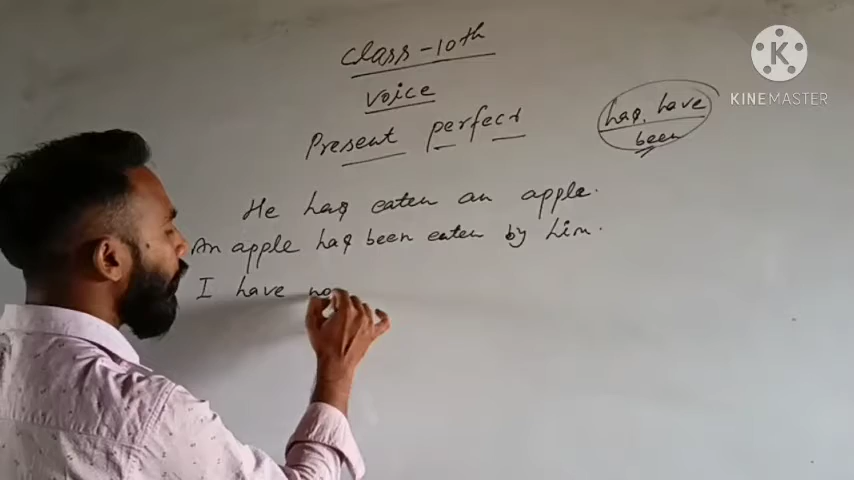 class-10th
voice
Present perfect
has, have
been
He has eaten an apple.
An apple has been eaten by him.
I have no
K
KINEMASTER